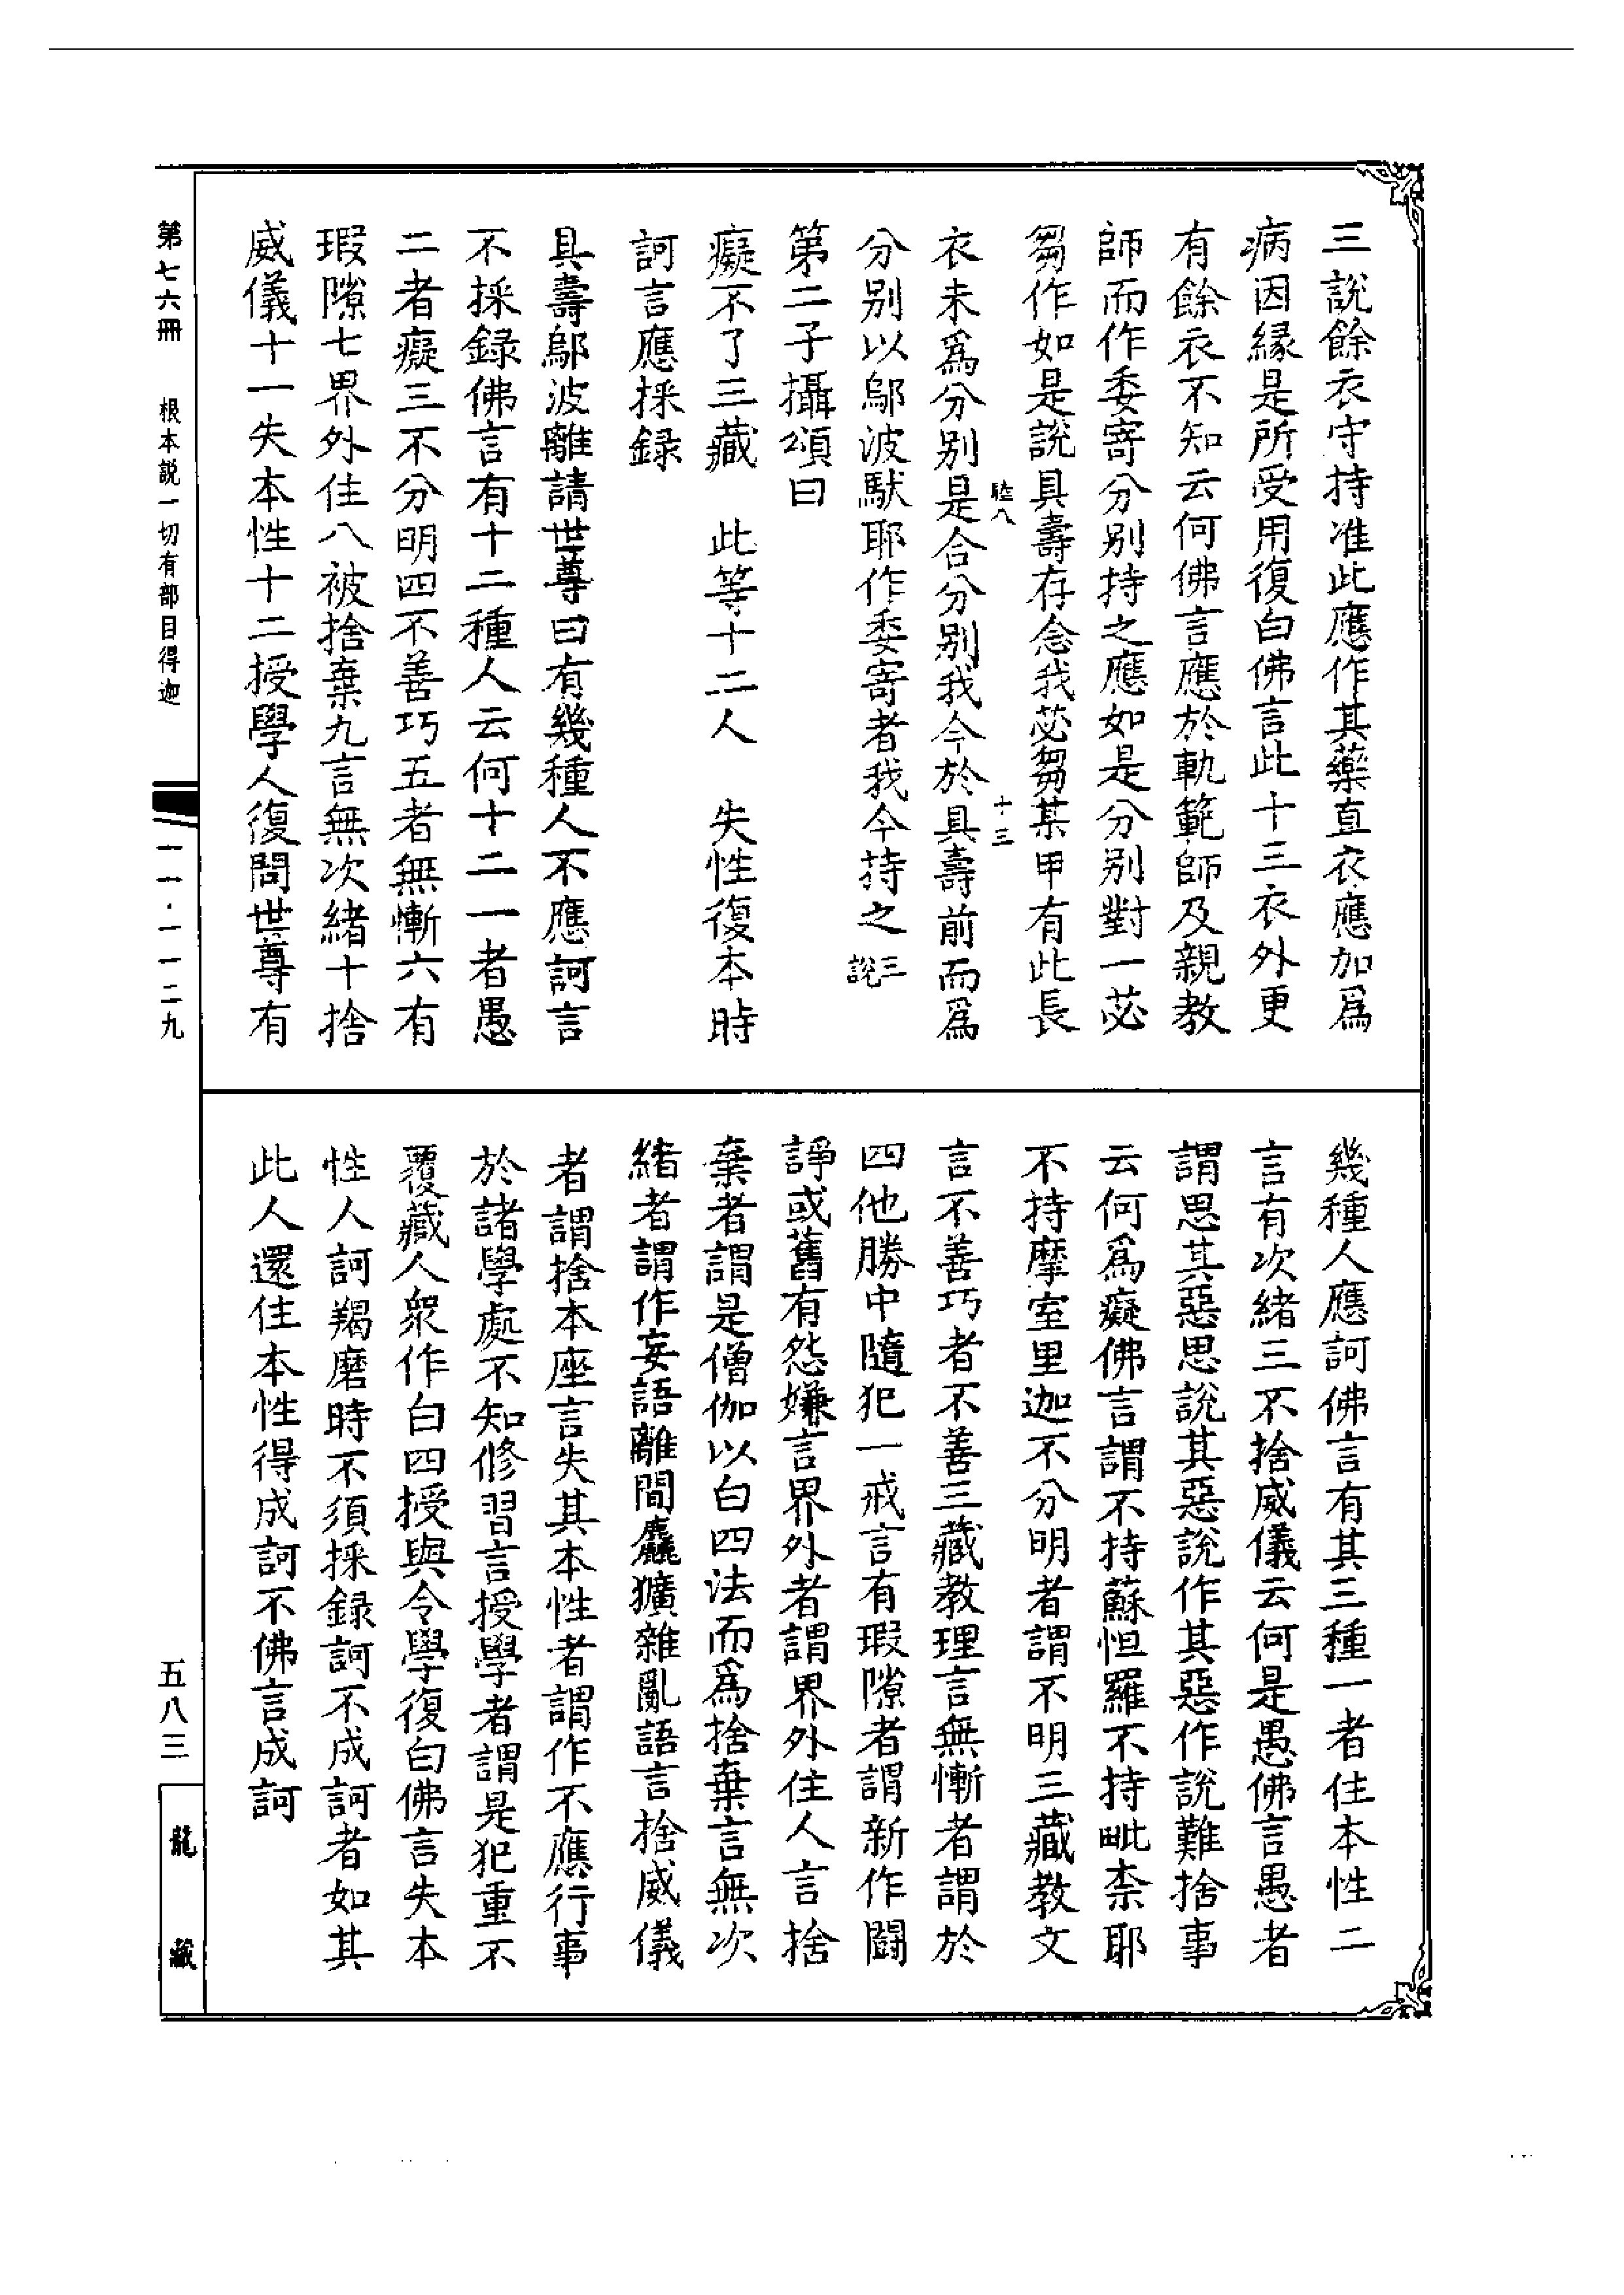 三說餘衣守持准此應作其藥直衣應加爲
病因縁是所受用復白佛言此十三衣外更
有餘衣不知云何佛言應於軌範師及親教
師而作委寄分别持之應如是分别對一苾
芻作如是說具壽存念我苾芻某甲有此長
睦八 十三
衣未爲分别是合分别我今於具壽前而爲
分别以鄔波馱耶作委寄者我今持之三說
第二子攝頌曰
癡不了三藏 此等十二人 失性復本時
訶言應採録
具壽鄔波離請世尊曰有幾種人不應訶言
不採録佛言有十二種人云何十二一者愚
二者癡三不分明四不善巧五者無慚六有
瑕隙七界外住八被捨棄九言無次緒十捨
威儀十一失本性十二授學人復問世尊有
幾種人應訶佛言有其三種一者住本性二
言有次緒三不捨威儀云何是愚佛言愚者
謂思其惡思說其惡說作其惡作說難捨事
云何爲癡佛言謂不持蘇怛羅不持毗柰耶
不持摩室里迦不分明者謂不明三藏教文
言不善巧者不善三藏教理言無慚者謂於
四他勝中隨犯一戒言有瑕隙者謂新作鬪
諍或舊有怨嫌言界外者謂界外住人言捨
棄者謂是僧伽以白四法而爲捨棄言無次
緒者謂作妄語離間麤獷雜亂語言捨威儀
者謂捨本座言失其本性者謂作不應行事
於諸學處不知修習言授學者謂是犯重不
覆藏人衆作白四授與令學復白佛言失本
性人訶羯磨時不須採録訶不成訶者如其
此人還住本性得成訶不佛言成訶
第七六冊 根本説一切有部目得迦
一一·一一二九
五八三
龍藏